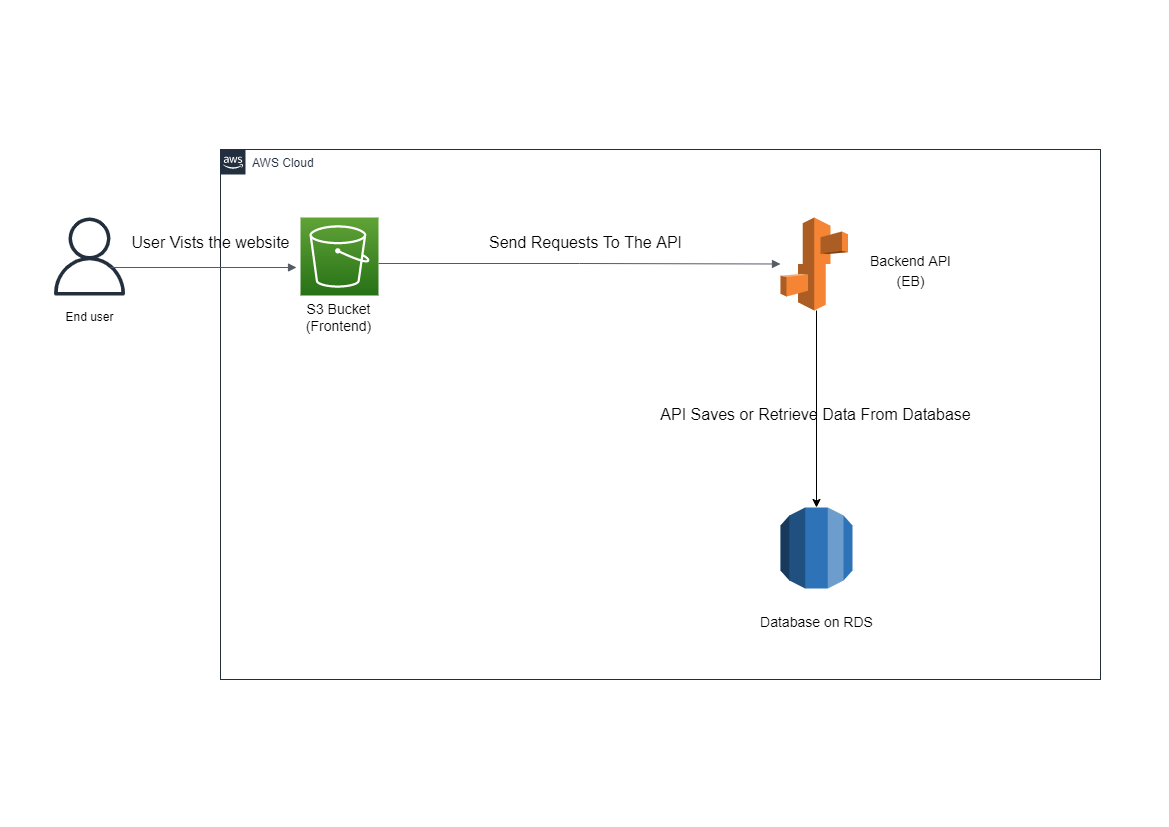 aws
AWS Cloud
User Vists the website
Send Requests To The API
End user
S3 Bucket
(Frontend)
Backend API
(EB)
API Saves or Retrieve Data From Database
Database on RDS